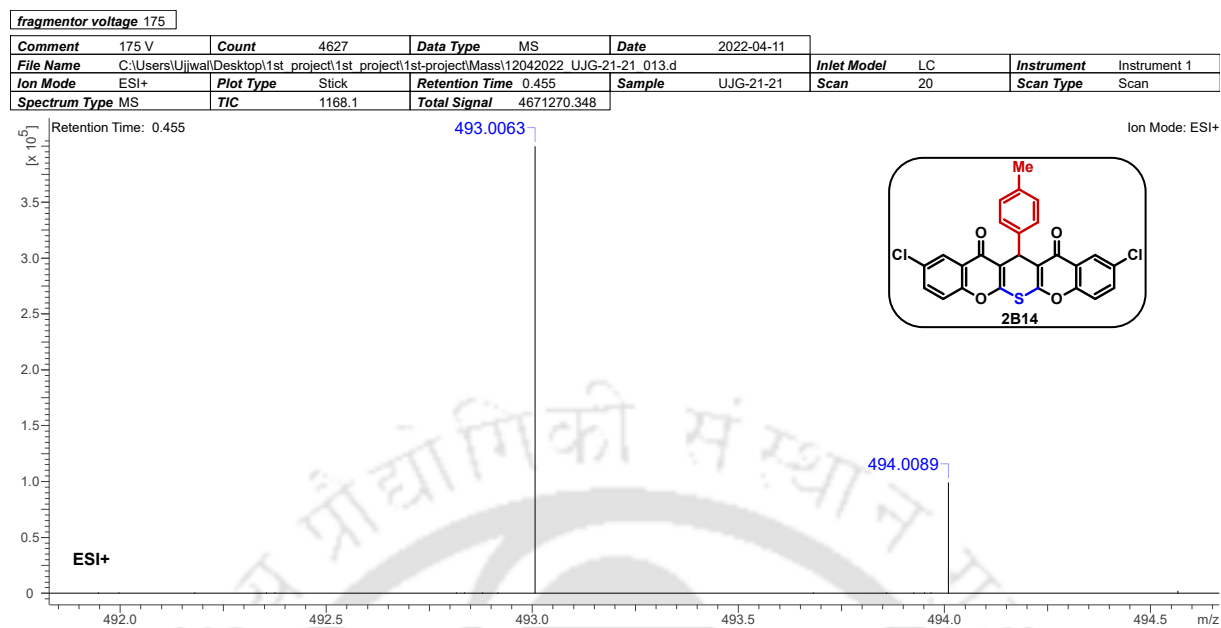 fragmentor voltage 175
Comment 175 V Count 4627 Data Type MS Date 2022-04-11
File Name C:\Users\Ujjwal\Desktop\1st_project\1st_project\1st-project\Mass\12042022_UJG-21-21_013.d Inlet Model LC Instrument Instrument 1
Ion Mode ESI+ Plot Type Stick Retention Time 0.455 Sample UJG-21-21 Scan 20 Scan Type Scan
Spectrum Type MS TIC 1168.1 Total Signal 4671270.348
[x 10⁵] Retention Time: 0.455 493.0063 Ion Mode: ESI+
Me
3.5
O O
3.0
Cl Cl
O S O
2B14
2.5
2.0
1.5
494.0089
1.0
0.5
ESI+
0
492.0 492.5 493.0 493.5 494.0 494.5 m/z
प्रौद्योगिकी संस्थान